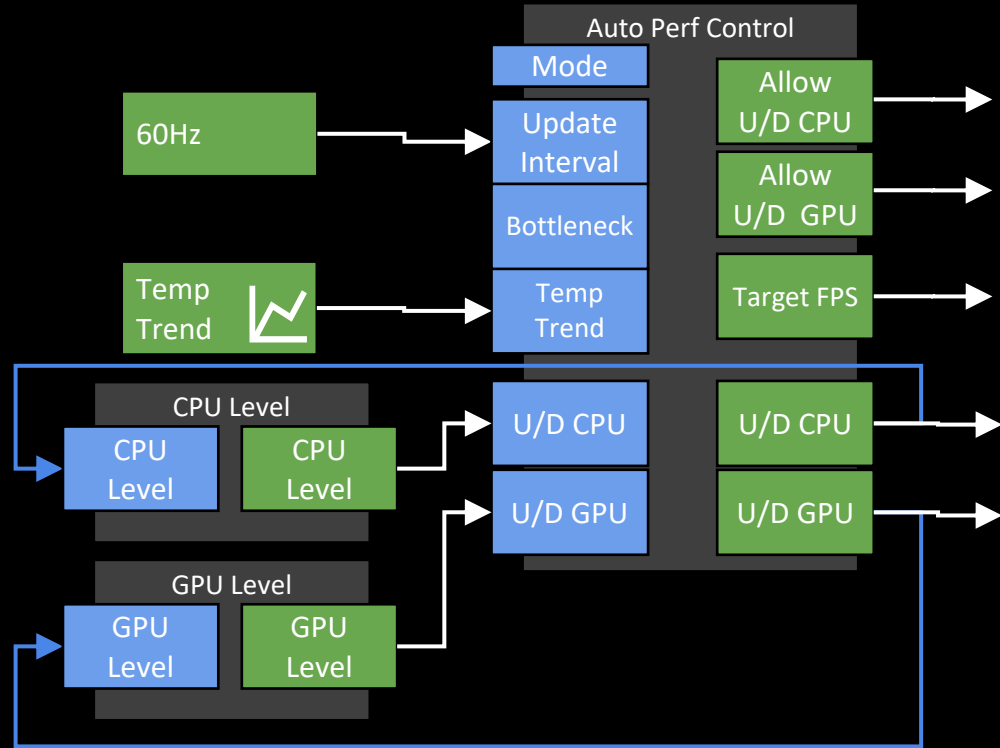 Auto Perf Control
Mode
Allow
U/D CPU
60Hz
Update
Interval
Allow
U/D  GPU
Bottleneck
Temp
Trend
Temp
Trend
Target FPS
CPU Level
CPU
Level
CPU
Level
U/D CPU
U/D CPU
U/D GPU
U/D GPU
GPU Level
GPU
Level
GPU
Level